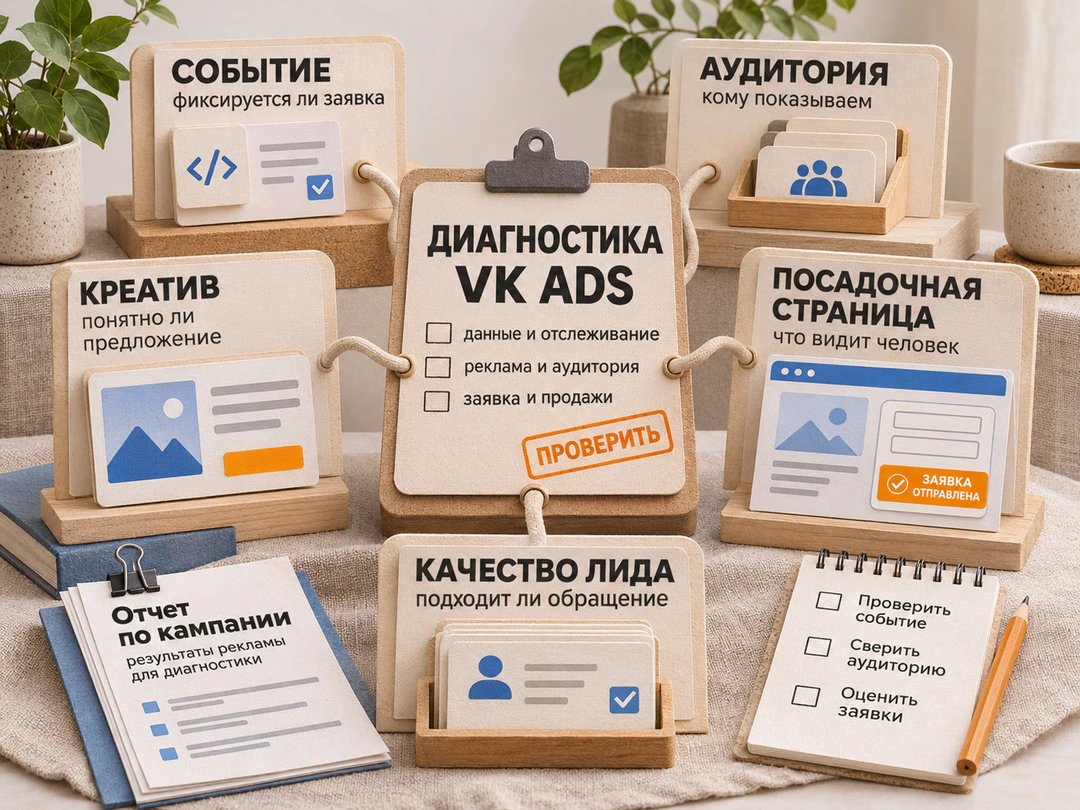 СОБЫТИЕ
фиксируется ли заявка
</>
АУДИТОРИЯ
кому показываем
ДИАГНОСТИКА
VK ADS
данные и отслеживание
реклама и аудитория
заявка и продажи
ПРОВЕРИТЬ
КРЕАТИВ
понятно ли
предложение
ПОСАДОЧНАЯ
СТРАНИЦА
что видит человек
ЗАЯВКА
ОТПРАВЛЕНА
КАЧЕСТВО ЛИДА
подходит ли обращение
Отчет
по кампании
результаты рекламы
для диагностики
Проверить
событие
Сверить
аудиторию
Оценить
заявки